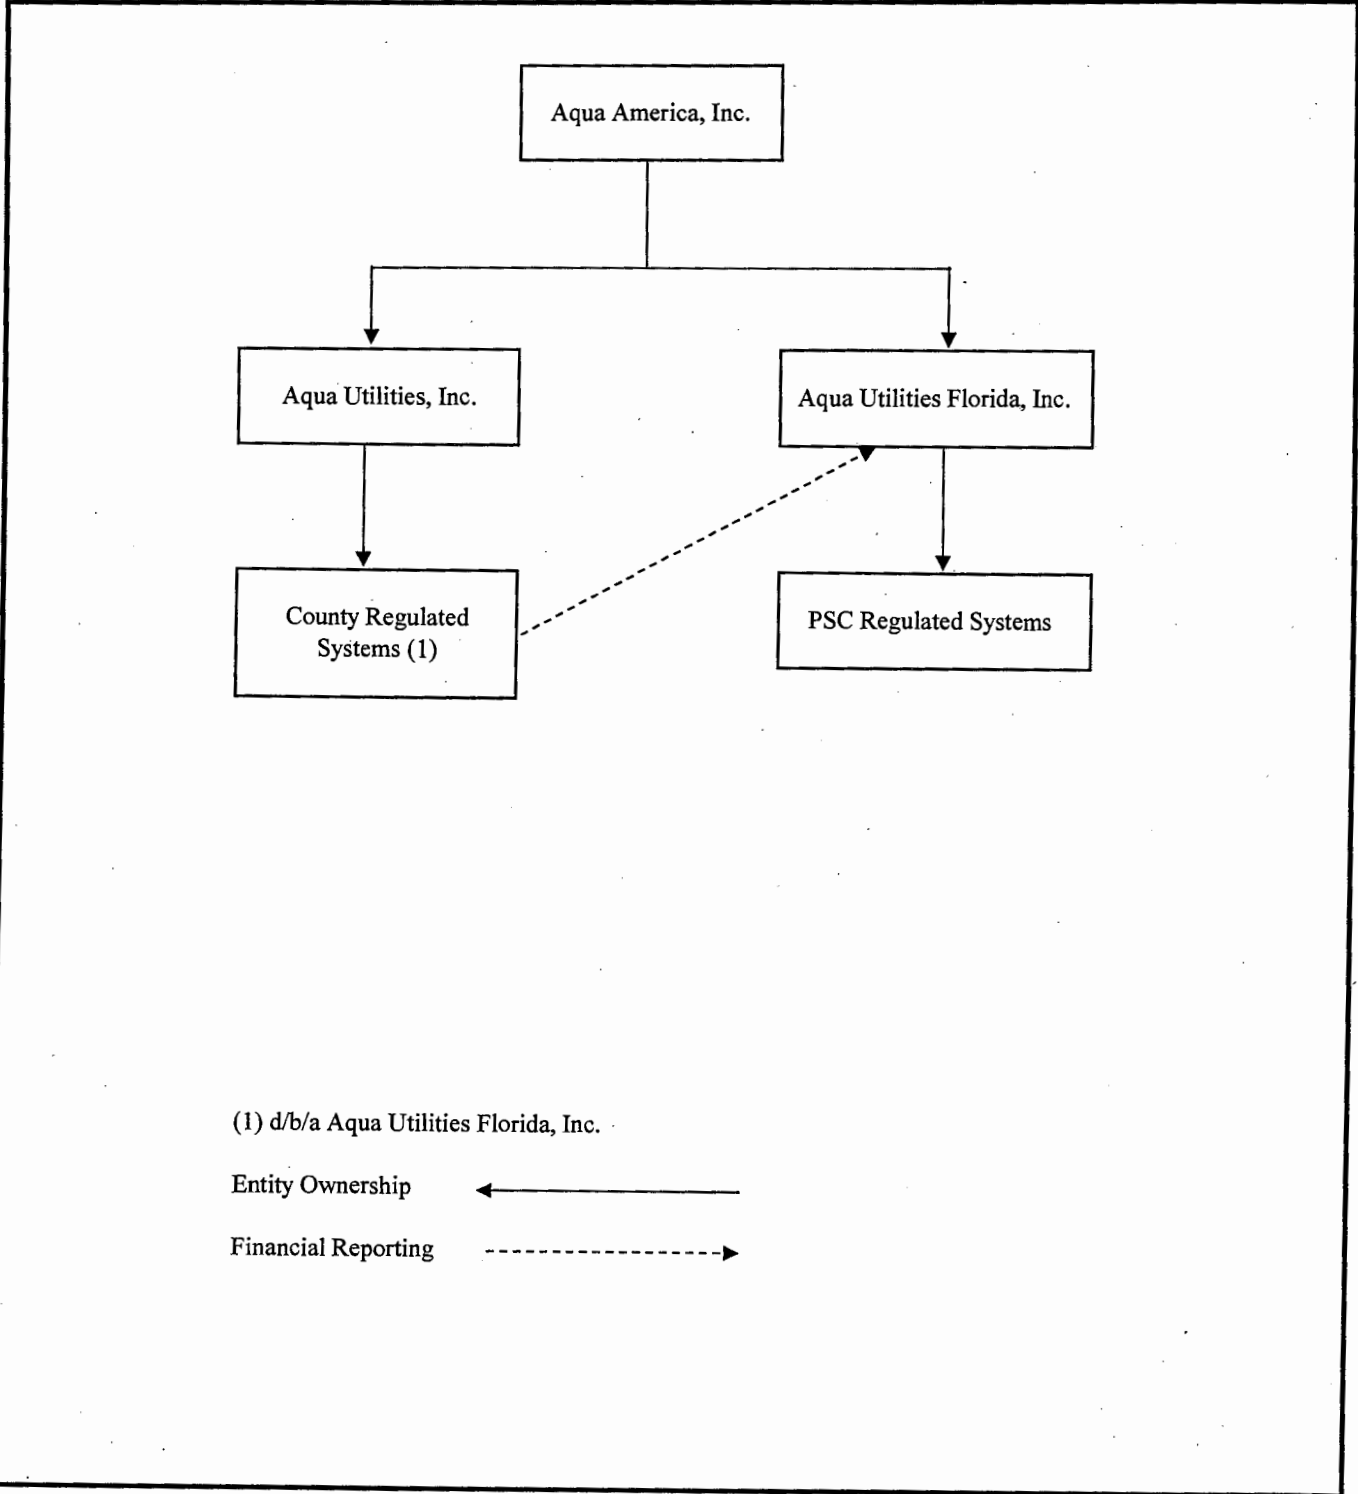 Aqua America, Inc.
Aqua Utilities, Inc.
Aqua Utilities Florida, Inc.
County Regulated
Systems (1)
PSC Regulated Systems
(1) d/b/a Aqua Utilities Florida, Inc.
Entity Ownership
Financial Reporting